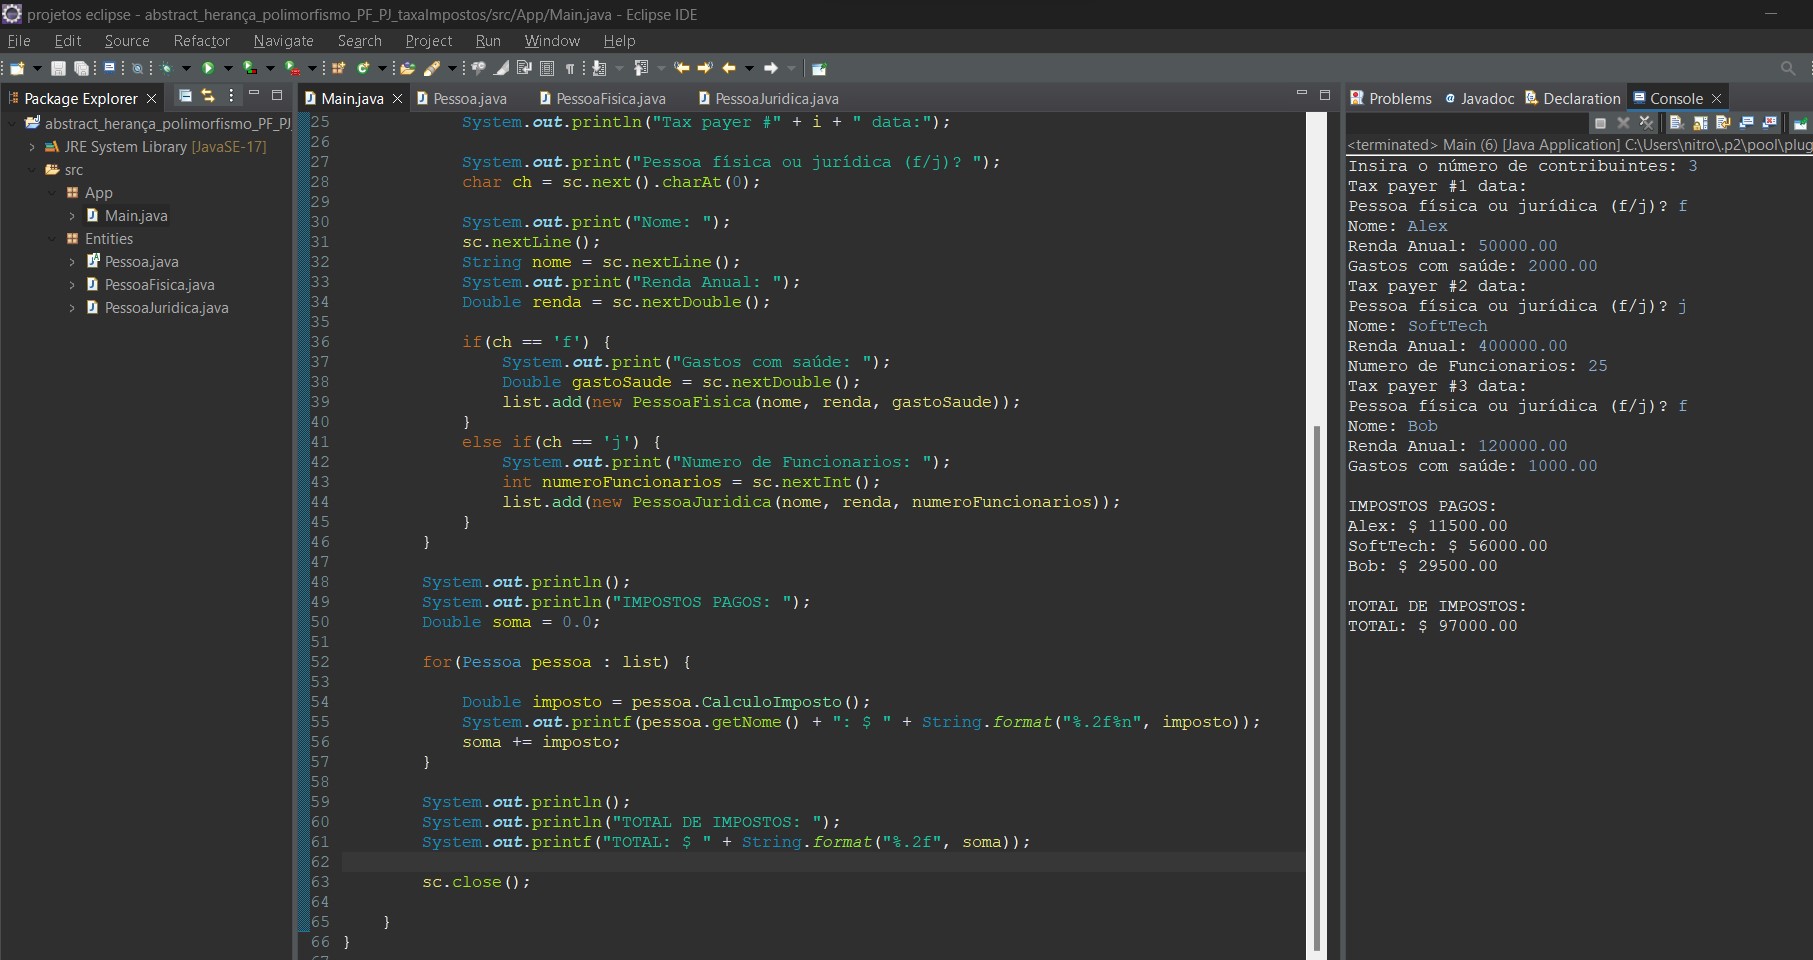 projetos eclipse - abstract_herança_polimorfismo_PF_PJ_taxaImpostos/src/App/Main.java - Eclipse IDE
File Edit Source Refactor Navigate Search Project Run Window Help
Package Explorer
abstract_herança_polimorfismo_PF_PJ
JRE System Library [JavaSE-17]
src
App
Main.java
Entities
Pessoa.java
PessoaFisica.java
PessoaJuridica.java
Main.java Pessoa.java PessoaFisica.java PessoaJuridica.java
25 System.out.println("Tax payer #" + i + " data:");
26
27 System.out.print("Pessoa física ou jurídica (f/j)? ");
28 char ch = sc.next().charAt(0);
29
30 System.out.print("Nome: ");
31 sc.nextLine();
32 String nome = sc.nextLine();
33 System.out.print("Renda Anual: ");
34 Double renda = sc.nextDouble();
35
36 if(ch == 'f') {
37 System.out.print("Gastos com saúde: ");
38 Double gastoSaude = sc.nextDouble();
39 list.add(new PessoaFisica(nome, renda, gastoSaude));
40 }
41 else if(ch == 'j') {
42 System.out.print("Numero de Funcionarios: ");
43 int numeroFuncionarios = sc.nextInt();
44 list.add(new PessoaJuridica(nome, renda, numeroFuncionarios));
45 }
46 }
47
48 System.out.println();
49 System.out.println("IMPOSTOS PAGOS: ");
50 Double soma = 0.0;
51
52 for(Pessoa pessoa : list) {
53
54 Double imposto = pessoa.CalculoImposto();
55 System.out.printf(pessoa.getNome() + ": $ " + String.format("%.2f%n", imposto));
56 soma += imposto;
57 }
58
59 System.out.println();
60 System.out.println("TOTAL DE IMPOSTOS: ");
61 System.out.printf("TOTAL: $ " + String.format("%.2f", soma));
62
63 sc.close();
64
65 }
66 }
67
Problems Javadoc Declaration Console
<terminated> Main (6) [Java Application] C:\Users\nitro\.p2\pool\plug
Insira o número de contribuintes: 3
Tax payer #1 data:
Pessoa física ou jurídica (f/j)? f
Nome: Alex
Renda Anual: 50000.00
Gastos com saúde: 2000.00
Tax payer #2 data:
Pessoa física ou jurídica (f/j)? j
Nome: SoftTech
Renda Anual: 400000.00
Numero de Funcionarios: 25
Tax payer #3 data:
Pessoa física ou jurídica (f/j)? f
Nome: Bob
Renda Anual: 120000.00
Gastos com saúde: 1000.00
IMPOSTOS PAGOS:
Alex: $ 11500.00
SoftTech: $ 56000.00
Bob: $ 29500.00
TOTAL DE IMPOSTOS:
TOTAL: $ 97000.00